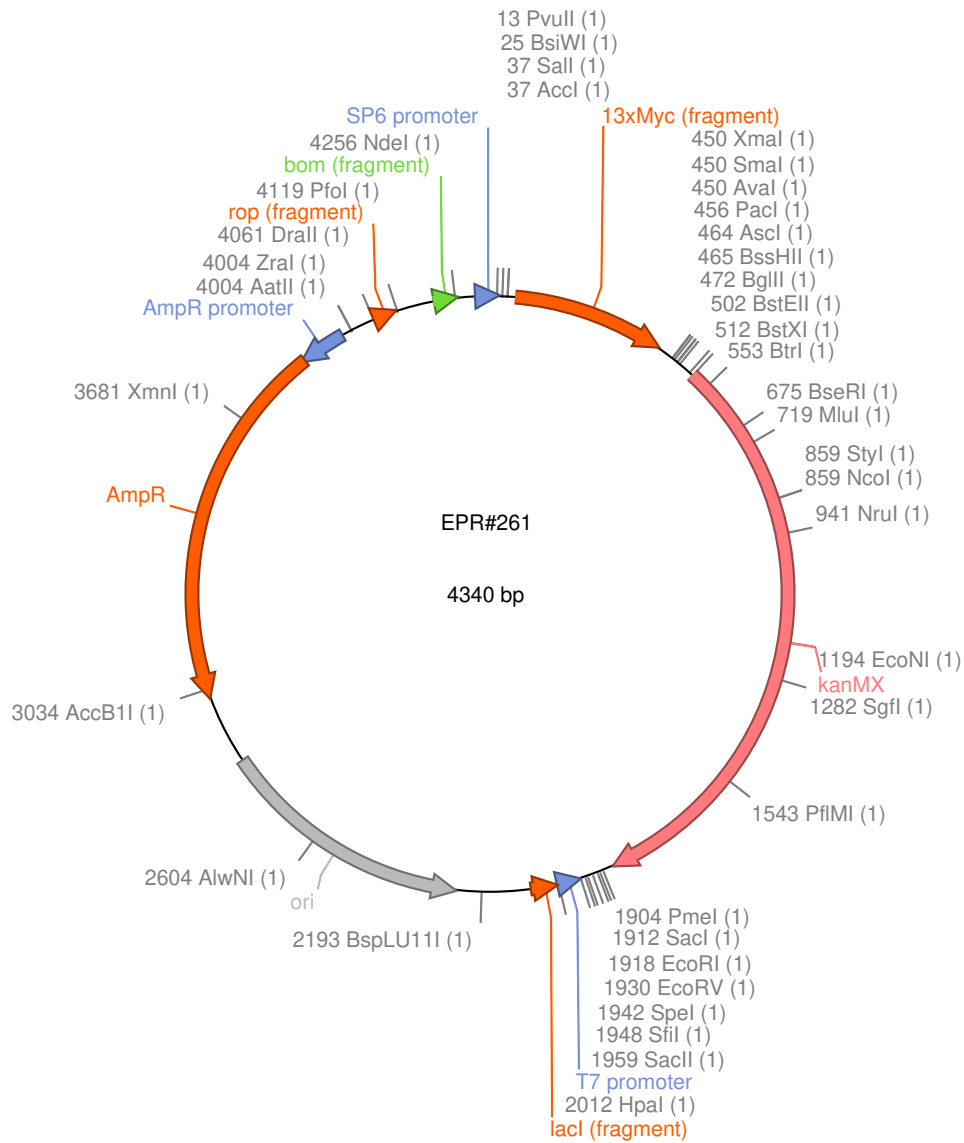 13 PvuII (1)
25 BsiWI (1)
37 SalI (1)
37 AccI (1)
SP6 promoter
13xMyc (fragment)
4256 NdeI (1)
bom (fragment)
4119 PfoI (1)
rop (fragment)
4061 DraII (1)
4004 ZraI (1)
4004 AatII (1)
AmpR promoter
450 XmaI (1)
450 SmaI (1)
450 AvaI (1)
456 PacI (1)
464 AscI (1)
465 BssHII (1)
472 BglII (1)
502 BstEII (1)
512 BstXI (1)
553 BtrI (1)
3681 XmnI (1)
675 BseRI (1)
719 MluI (1)
859 StyI (1)
859 NcoI (1)
AmpR
941 NruI (1)
EPR#261
4340 bp
1194 EcoNI (1)
kanMX
1282 SgfI (1)
3034 AccB1I (1)
1543 PflMI (1)
2604 AlwNI (1)
ori
2193 BspLU11I (1)
1904 PmeI (1)
1912 SacI (1)
1918 EcoRI (1)
1930 EcoRV (1)
1942 SpeI (1)
1948 SfiI (1)
1959 SacII (1)
T7 promoter
2012 HpaI (1)
lacI (fragment)